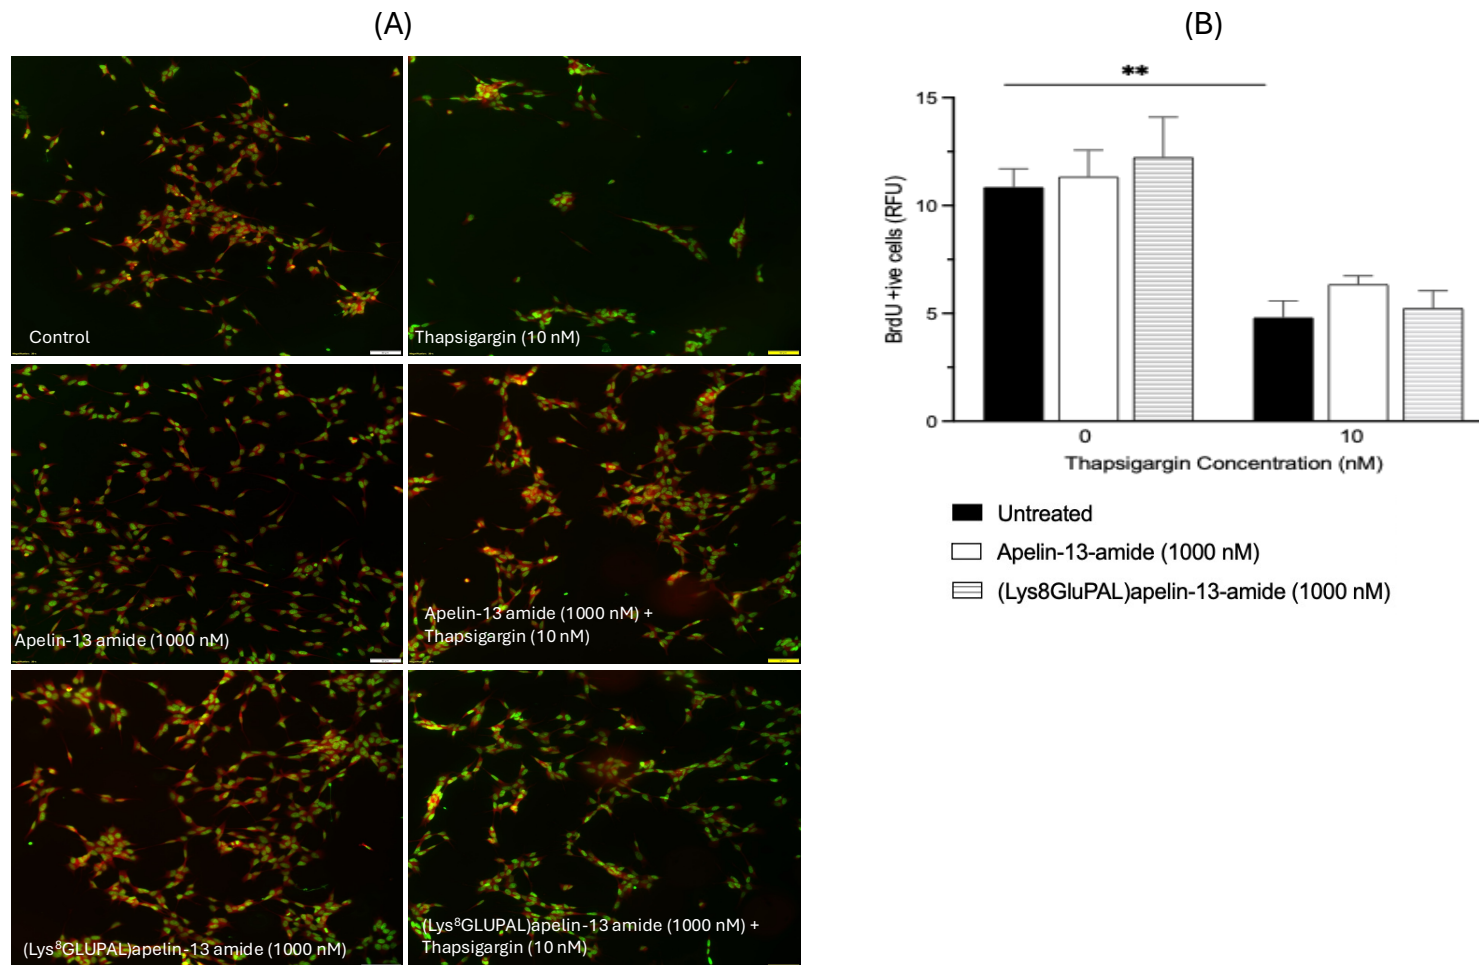 (A)
Control
Thapsigargin (10 nM)
Apelin-13 amide (1000 nM)
Apelin-13 amide (1000 nM) +
Thapsigargin (10 nM)
(Lys⁸GLUPAL)apelin-13 amide (1000 nM)
(Lys⁸GLUPAL)apelin-13 amide (1000 nM) +
Thapsigargin (10 nM)
(B)
**
15
10
5
0
BrdU +ive cells (RFU)
0
10
Thapsigargin Concentration (nM)
Untreated
Apelin-13-amide (1000 nM)
(Lys8GluPAL)apelin-13-amide (1000 nM)